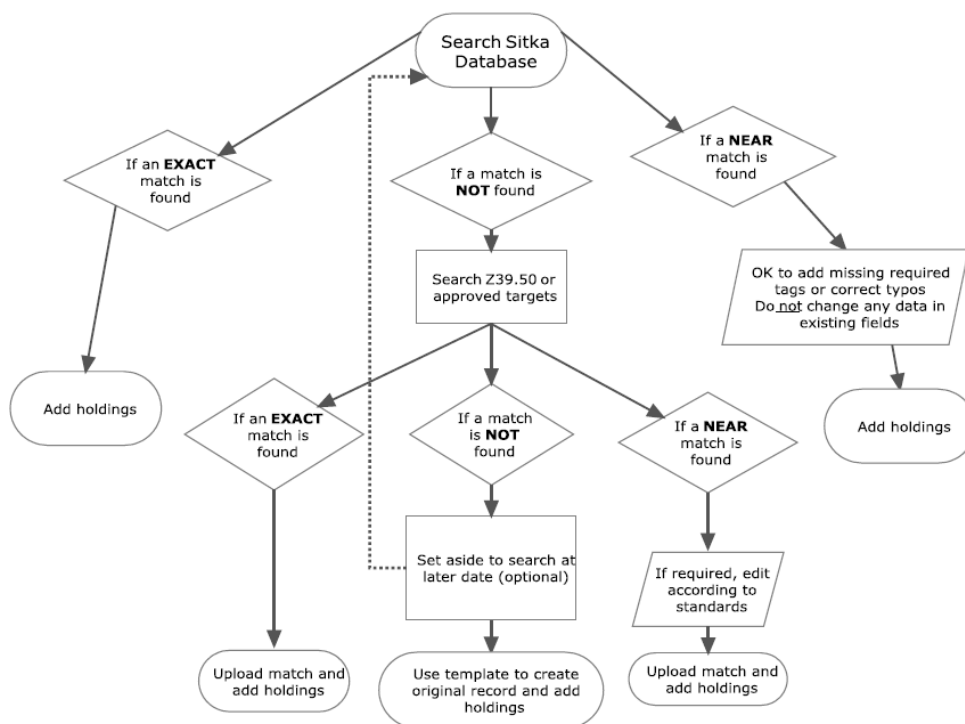 Search Sitka
Database
If an EXACT
match is
found
If a match is
NOT found
If a NEAR
match is
found
Search Z39.50 or
approved targets
OK to add missing required
tags or correct typos
Do not change any data in
existing fields
Add holdings
If an EXACT
match is
found
If a match
is NOT
found
If a NEAR
match is
found
Add holdings
Set aside to search at
later date (optional)
If required, edit
according to
standards
Upload match and
add holdings
Use template to create
original record and add
holdings
Upload match and
add holdings